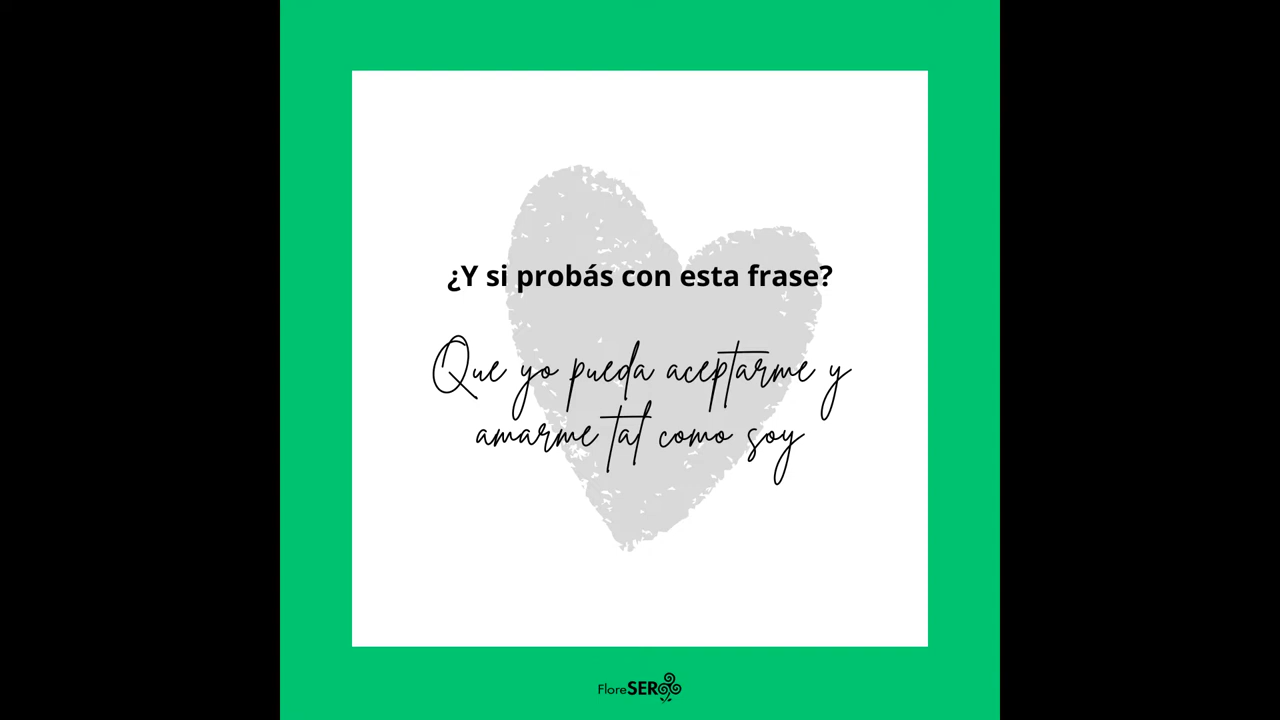 ¿Y si probás con esta frase?
Que yo pueda aceptarme y
amarme tal como soy
FloreSER